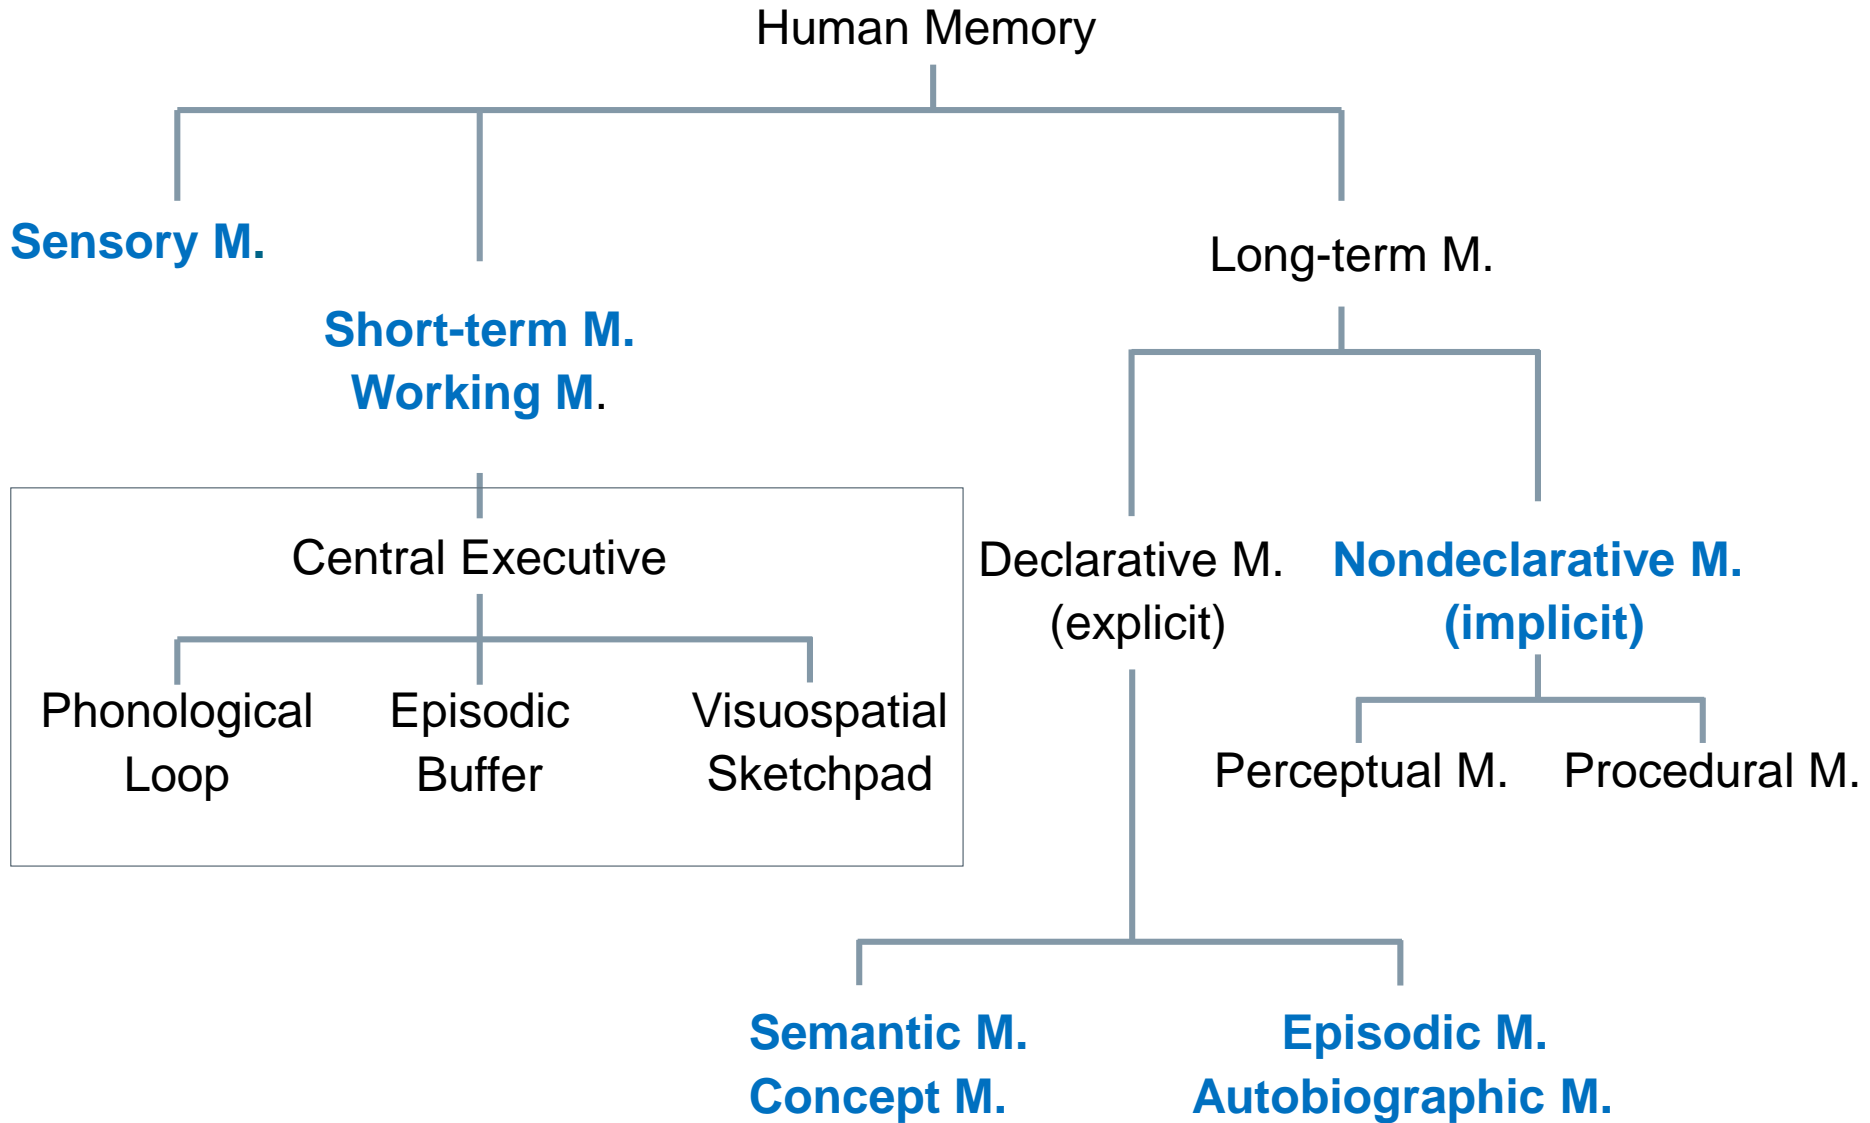 Human Memory
Sensory M.
Short-term M.
Working M.
Long-term M.
Central Executive
Phonological
Loop
Episodic
Buffer
Visuospatial
Sketchpad
Declarative M.
(explicit)
Nondeclarative M.
(implicit)
Perceptual M.
Procedural M.
Semantic M.
Concept M.
Episodic M.
Autobiographic M.